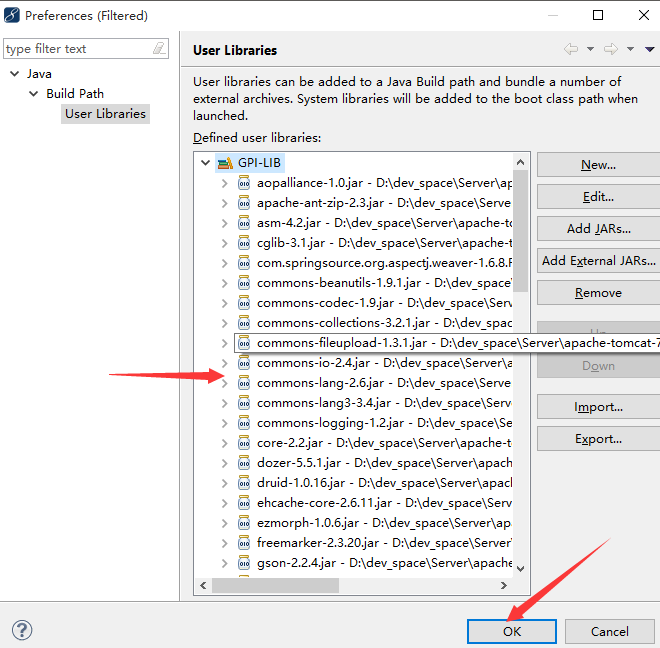 Preferences (Filtered)
type filter text
Java
Build Path
User Libraries
User Libraries
User libraries can be added to a Java Build path and bundle a number of
external archives. System libraries will be added to the boot class path when
launched.
Defined user libraries:
GPI-LIB
aopalliance-1.0.jar - D:\dev_space\Server\ap
apache-ant-zip-2.3.jar - D:\dev_space\Server
asm-4.2.jar - D:\dev_space\Server\apache-to
cglib-3.1.jar - D:\dev_space\Server\apache-t
com.springsource.org.aspectj.weaver-1.6.8.
commons-beanutils-1.9.1.jar - D:\dev_space
commons-codec-1.9.jar - D:\dev_space\Serv
commons-collections-3.2.1.jar - D:\dev_spac
commons-fileupload-1.3.1.jar - D:\dev_space\Server\apache-tomcat-7
commons-io-2.4.jar - D:\dev_space\Server\a
commons-lang-2.6.jar - D:\dev_space\Serve
commons-lang3-3.4.jar - D:\dev_space\Serv
commons-logging-1.2.jar - D:\dev_space\Se
core-2.2.jar - D:\dev_space\Server\apache-t
dozer-5.5.1.jar - D:\dev_space\Server\apach
druid-1.0.16.jar - D:\dev_space\Server\apac
ehcache-core-2.6.11.jar - D:\dev_space\Serv
ezmorph-1.0.6.jar - D:\dev_space\Server\ap
freemarker-2.3.20.jar - D:\dev_space\Server\
gson-2.2.4.jar - D:\dev_space\Server\apache
New...
Edit...
Add JARs...
Add External JARs...
Remove
Down
Import...
Export...
OK
Cancel